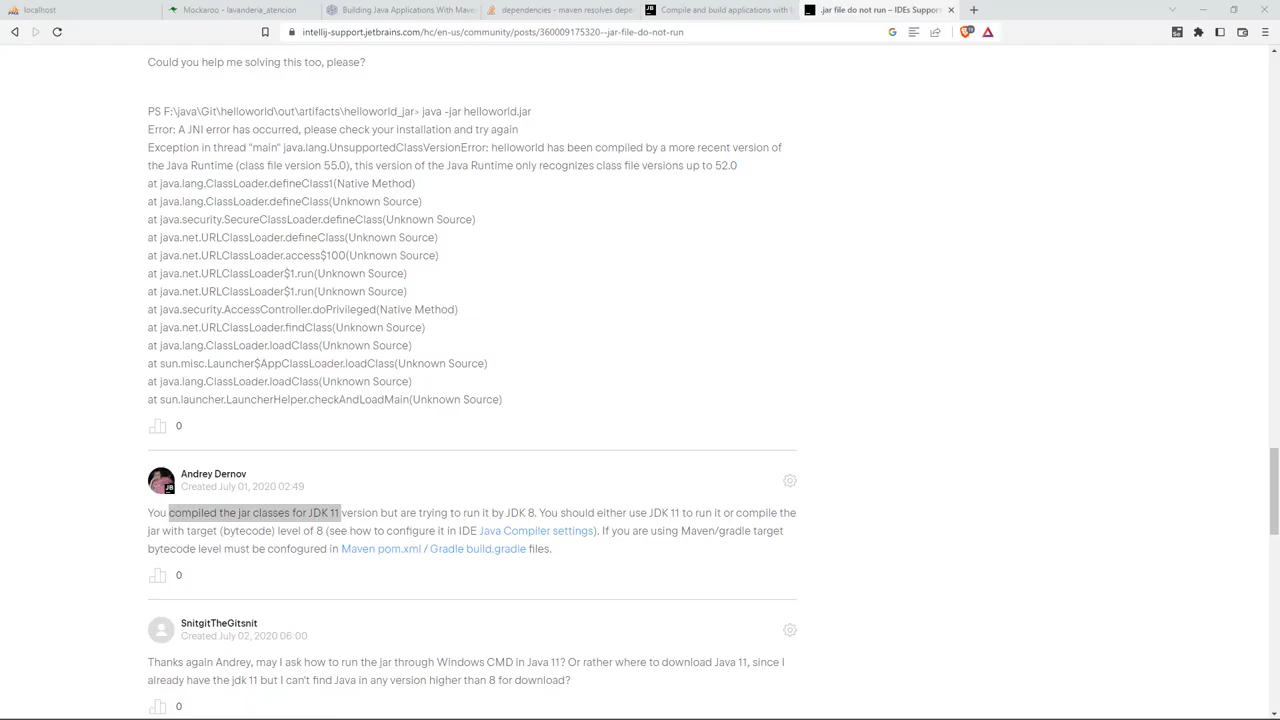 localhost
Mockaroo - lavanderia_atencion
Building Java Applications With Mave
dependencies - maven resolves depe
Compile and build applications with t
.jar file do not run – IDEs Support
intellij-support.jetbrains.com/hc/en-us/community/posts/360009175320--jar-file-do-not-run
Could you help me solving this too, please?
PS F:\java\Git\helloworld\out\artifacts\helloworld_jar> java -jar helloworld.jar
Error: A JNI error has occurred, please check your installation and try again
Exception in thread "main" java.lang.UnsupportedClassVersionError: helloworld has been compiled by a more recent version of
the Java Runtime (class file version 55.0), this version of the Java Runtime only recognizes class file versions up to 52.0
at java.lang.ClassLoader.defineClass1(Native Method)
at java.lang.ClassLoader.defineClass(Unknown Source)
at java.security.SecureClassLoader.defineClass(Unknown Source)
at java.net.URLClassLoader.defineClass(Unknown Source)
at java.net.URLClassLoader.access$100(Unknown Source)
at java.net.URLClassLoader$1.run(Unknown Source)
at java.net.URLClassLoader$1.run(Unknown Source)
at java.security.AccessController.doPrivileged(Native Method)
at java.net.URLClassLoader.findClass(Unknown Source)
at java.lang.ClassLoader.loadClass(Unknown Source)
at sun.misc.Launcher$AppClassLoader.loadClass(Unknown Source)
at java.lang.ClassLoader.loadClass(Unknown Source)
at sun.launcher.LauncherHelper.checkAndLoadMain(Unknown Source)
0
Andrey Dernov
Created July 01, 2020 02:49
You compiled the jar classes for JDK 11 version but are trying to run it by JDK 8. You should either use JDK 11 to run it or compile the
jar with target (bytecode) level of 8 (see how to configure it in IDE Java Compiler settings). If you are using Maven/gradle target
bytecode level must be confogured in Maven pom.xml / Gradle build.gradle files.
0
SnitgitTheGitsnit
Created July 02, 2020 06:00
Thanks again Andrey, may I ask how to run the jar through Windows CMD in Java 11? Or rather where to download Java 11, since I
already have the jdk 11 but I can't find Java in any version higher than 8 for download?
0